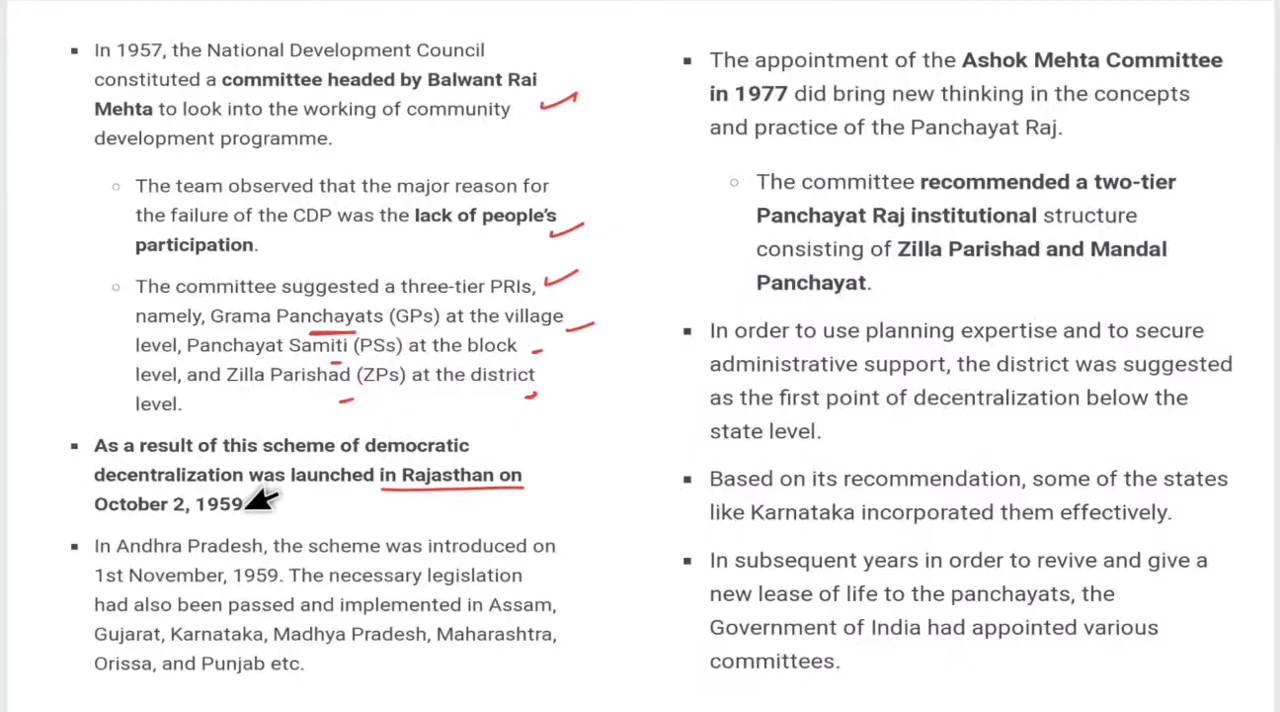 In 1957, the National Development Council
constituted a committee headed by Balwant Rai
Mehta to look into the working of community
development programme.
The team observed that the major reason for
the failure of the CDP was the lack of people's
participation.
The committee suggested a three-tier PRIs,
namely, Grama Panchayats (GPs) at the village
level, Panchayat Samiti (PSs) at the block
level, and Zilla Parishad (ZPs) at the district
level.
As a result of this scheme of democratic
decentralization was launched in Rajasthan on
October 2, 1959
In Andhra Pradesh, the scheme was introduced on
1st November, 1959. The necessary legislation
had also been passed and implemented in Assam,
Gujarat, Karnataka, Madhya Pradesh, Maharashtra,
Orissa, and Punjab etc.
The appointment of the Ashok Mehta Committee
in 1977 did bring new thinking in the concepts
and practice of the Panchayat Raj.
The committee recommended a two-tier
Panchayat Raj institutional structure
consisting of Zilla Parishad and Mandal
Panchayat.
In order to use planning expertise and to secure
administrative support, the district was suggested
as the first point of decentralization below the
state level.
Based on its recommendation, some of the states
like Karnataka incorporated them effectively.
In subsequent years in order to revive and give a
new lease of life to the panchayats, the
Government of India had appointed various
committees.